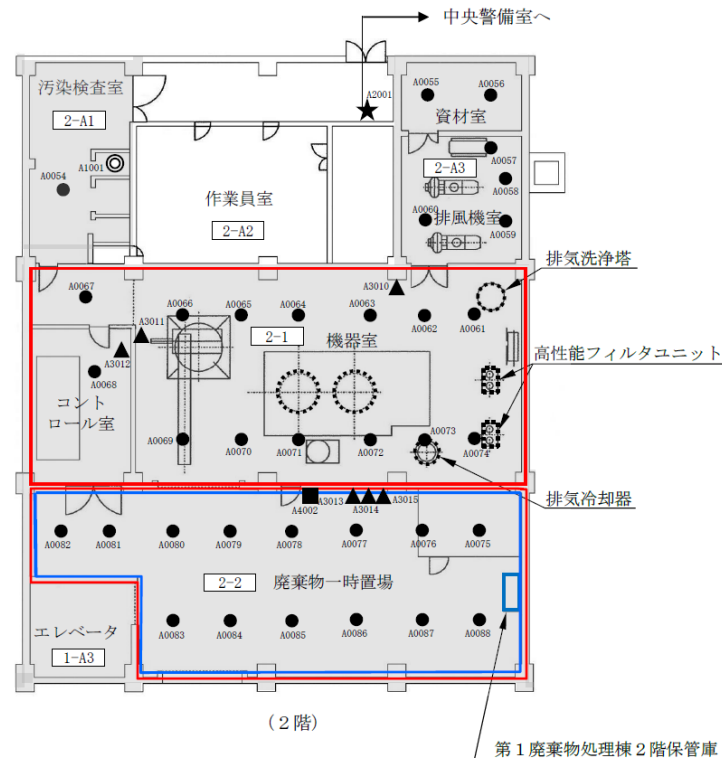 中央警備室へ
汚染検査室
2-A1
A0054
A1001
A2001
作業員室
2-A2
A0055
A0056
資材室
2-A3
A0057
A0058
A0060
排風機室
A0059
排気洗浄塔
A0067
A3010
A0066
A0065
A0064
A0063
A0062
A0061
A3011
2-1
機器室
A3012
A0068
高性能フィルタユニット
コント
ロール室
A0069
A0070
A0071
A0072
A0073
A0074
排気冷却器
A4002
A3013
A3014
A3015
A0082
A0081
A0080
A0079
A0078
A0077
A0076
A0075
2-2
廃棄物一時置場
A0083
A0084
A0085
A0086
A0087
A0088
エレベータ
1-A3
(2階)
第1廃棄物処理棟2階保管庫